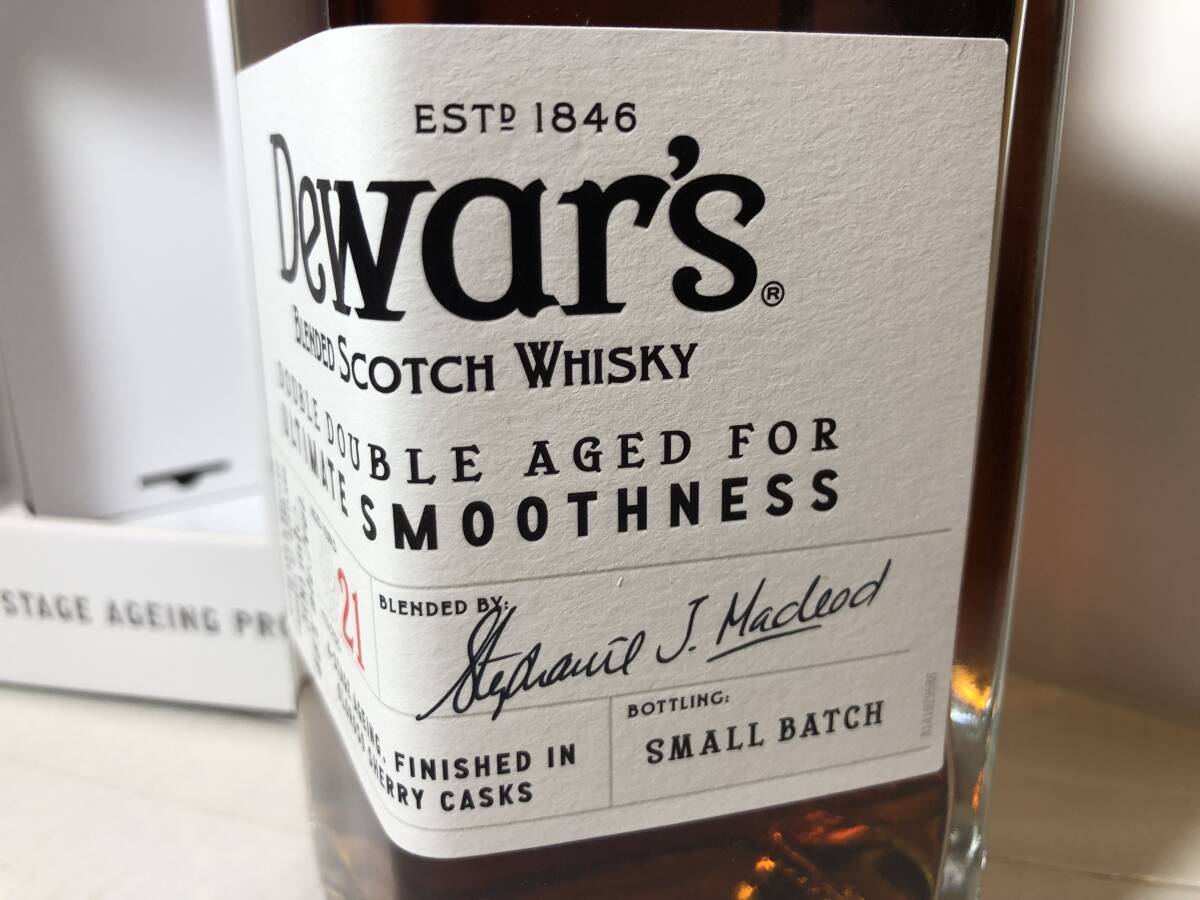 ESTD 1846
Dewar's®
BLENDED SCOTCH WHISKY
DOUBLE DOUBLE AGED FOR
ULTIMATE SMOOTHNESS
21
BLENDED BY:
Stephanie J. Macleod
AGEING, FINISHED IN
SHERRY CASKS
BOTTLING:
SMALL BATCH
STAGE AGEING